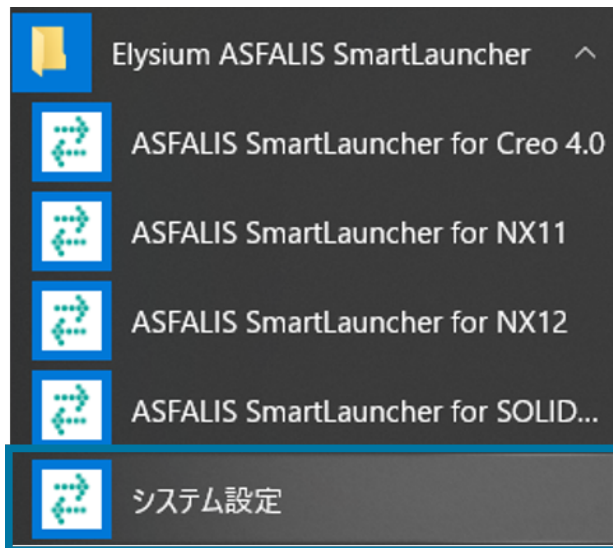 Elysium ASFALIS SmartLauncher
ASFALIS SmartLauncher for Creo 4.0
ASFALIS SmartLauncher for NX11
ASFALIS SmartLauncher for NX12
ASFALIS SmartLauncher for SOLID...
システム設定